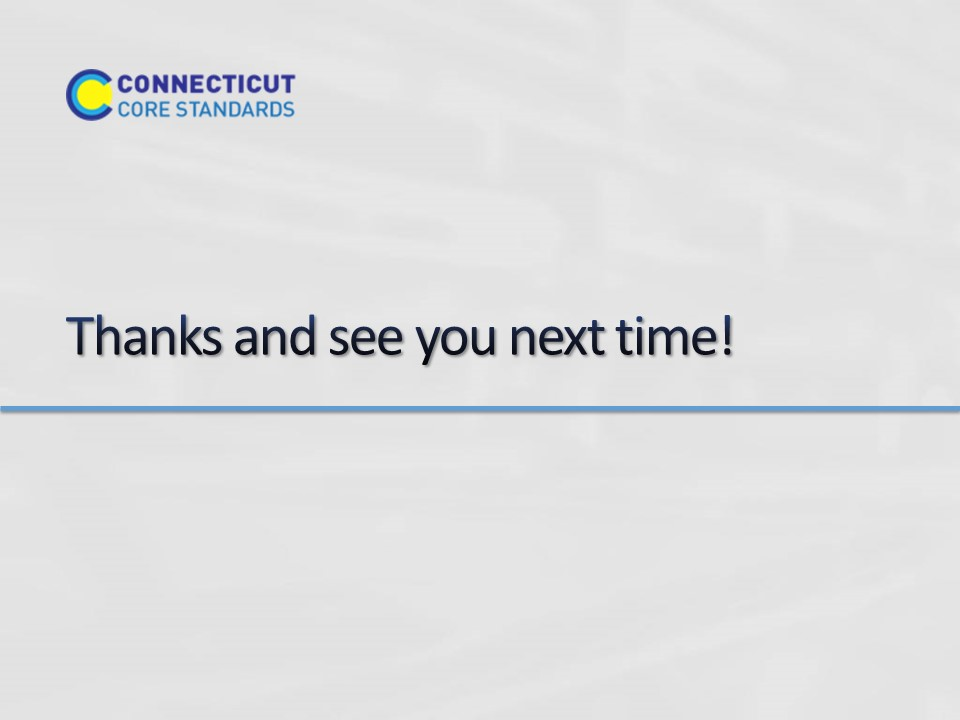 CONNECTICUT
CORE STANDARDS
Thanks and see you next time!